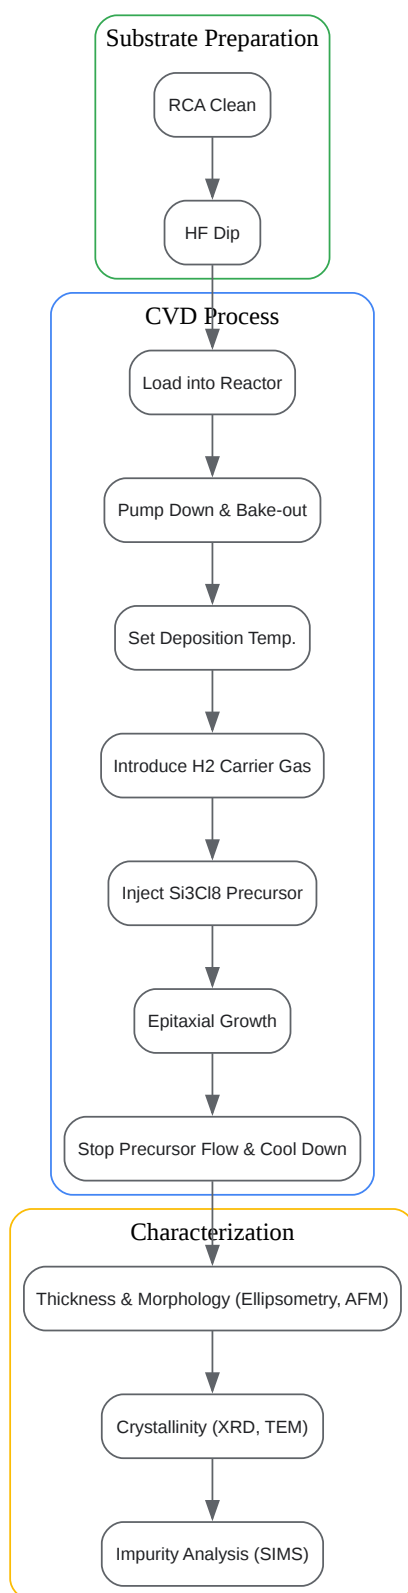 Substrate Preparation
RCA Clean
HF Dip
CVD Process
Load into Reactor
Pump Down & Bake-out
Set Deposition Temp.
Introduce H2 Carrier Gas
Inject Si3Cl8 Precursor
Epitaxial Growth
Stop Precursor Flow & Cool Down
Characterization
Thickness & Morphology (Ellipsometry, AFM)
Crystallinity (XRD, TEM)
Impurity Analysis (SIMS)